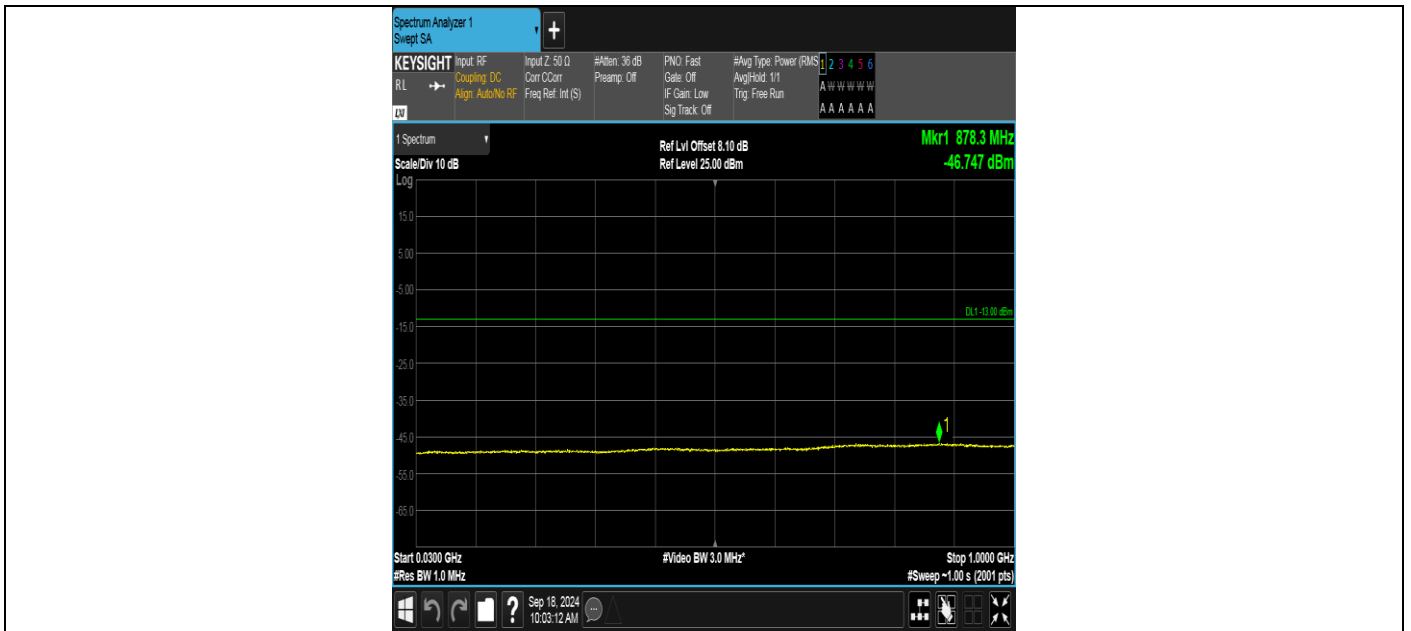 Spectrum Analyzer 1
Swept SA
+
KEYSIGHT
RL
LXI
Input: RF
Coupling: DC
Align: Auto/No RF
Input Z: 50 Ω
Corr CCorr
Freq Ref: Int (S)
#Atten: 36 dB
Preamp: Off
PNO: Fast
Gate: Off
IF Gain: Low
Sig Track: Off
#Avg Type: Power (RMS
Avg|Hold: 1/1
Trig: Free Run
1 2 3 4 5 6
A W W W W W
A A A A A A
1 Spectrum
Scale/Div 10 dB
Log
Ref Lvl Offset 8.10 dB
Ref Level 25.00 dBm
Mkr1 878.3 MHz
-46.747 dBm
15.0
5.00
-5.00
DL1 -13.00 dBm
-15.0
-25.0
-35.0
1
-45.0
-55.0
-65.0
Start 0.0300 GHz
#Res BW 1.0 MHz
#Video BW 3.0 MHz*
Stop 1.0000 GHz
#Sweep ~1.00 s (2001 pts)
?
Sep 18, 2024
10:03:12 AM